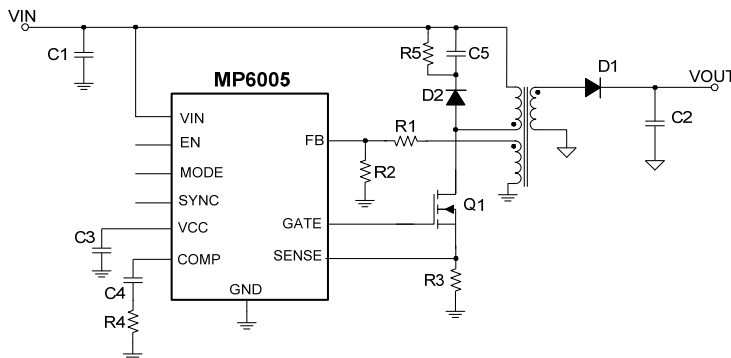 VIN
C1
R5
C5
D1
VOUT
MP6005
D2
C2
VIN
EN
FB
R1
MODE
R2
SYNC
Q1
VCC
GATE
C3
COMP
SENSE
C4
R3
GND
R4